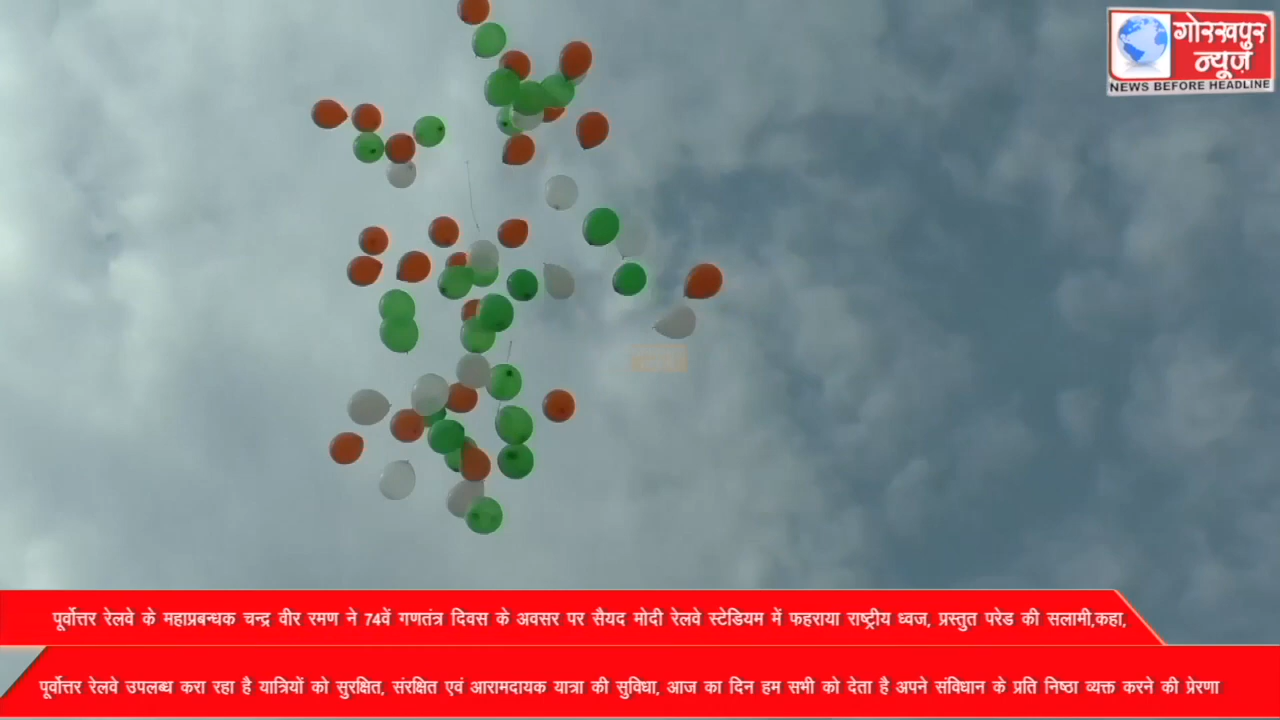 गोरखपुर
न्यूज़
NEWS BEFORE HEADLINE
पूर्वोत्तर रेलवे के महाप्रबन्धक चन्द्र वीर रमण ने 74वें गणतंत्र दिवस के अवसर पर सैयद मोदी रेलवे स्टेडियम में फहराया राष्ट्रीय ध्वज, प्रस्तुत परेड की सलामी,कहा,
पूर्वोत्तर रेलवे उपलब्ध करा रहा है यात्रियों को सुरक्षित, संरक्षित एवं आरामदायक यात्रा की सुविधा, आज का दिन हम सभी को देता है अपने संविधान के प्रति निष्ठा व्यक्त करने की प्रेरणा